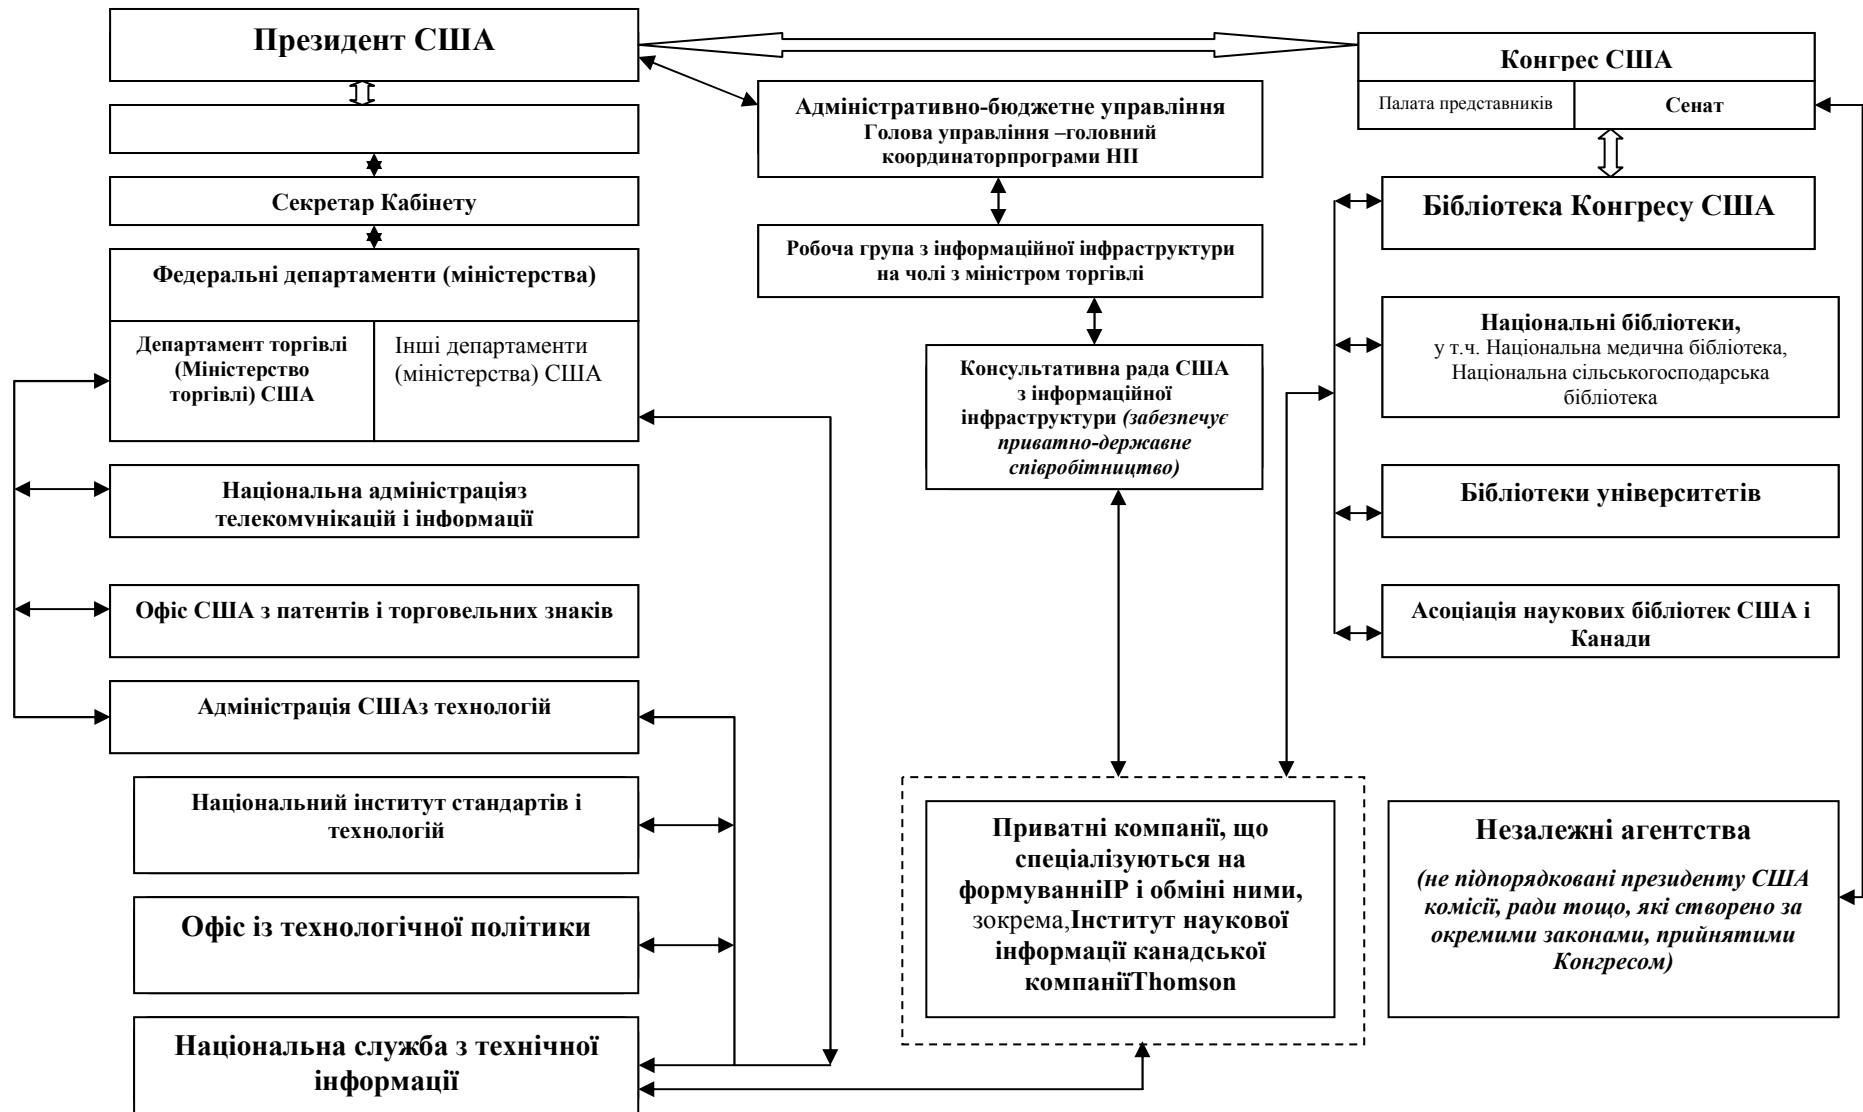 Президент США
Конгрес США
Палата представників
Сенат
Адміністративно-бюджетне управління
Голова управління –головний
координаторпрограми НІІ
Секретар Кабінету
Бібліотека Конгресу США
Федеральні департаменти (міністерства)
Робоча група з інформаційної інфраструктури
на чолі з міністром торгівлі
Департамент торгівлі
(Міністерство
торгівлі) США
Інші департаменти
(міністерства) США
Консультативна рада США
з інформаційної
інфраструктури (забезпечує
приватно-державне
співробітництво)
Національні бібліотеки,
у т.ч. Національна медична бібліотека,
Національна сільськогосподарська
бібліотека
Національна адміністраціяз
телекомунікацій і інформації
Бібліотеки університетів
Офіс США з патентів і торговельних знаків
Асоціація наукових бібліотек США і
Канади
Адміністрація СШАз технологій
Національний інститут стандартів і
технологій
Приватні компанії, що
спеціалізуються на
формуванніІР і обміні ними,
зокрема,Інститут наукової
інформації канадської
компаніїThomson
Незалежні агентства
(не підпорядковані президенту США
комісії, ради тощо, які створено за
окремими законами, прийнятими
Конгресом)
Офіс із технологічної політики
Національна служба з технічної
інформації